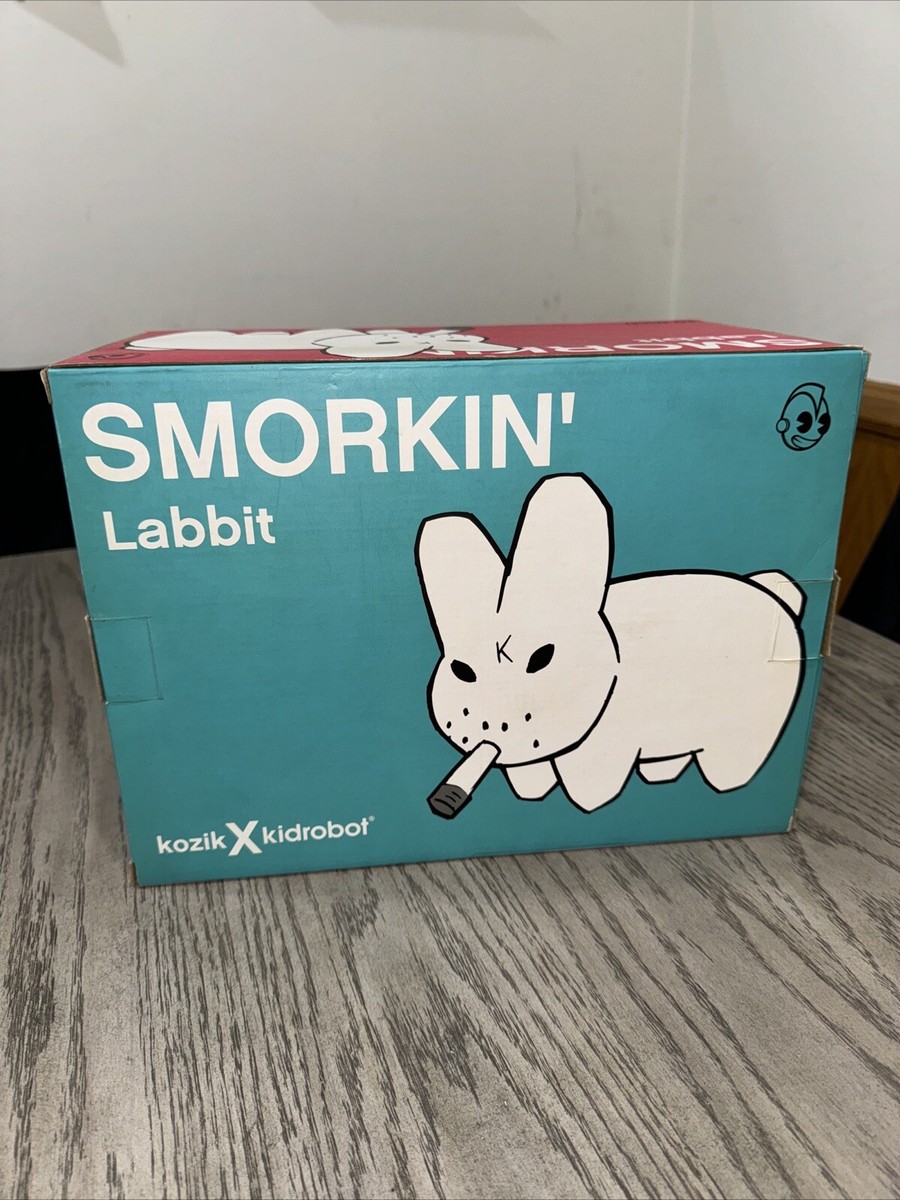 SMORKIN'
Labbit
K
kozik X kidrobot®